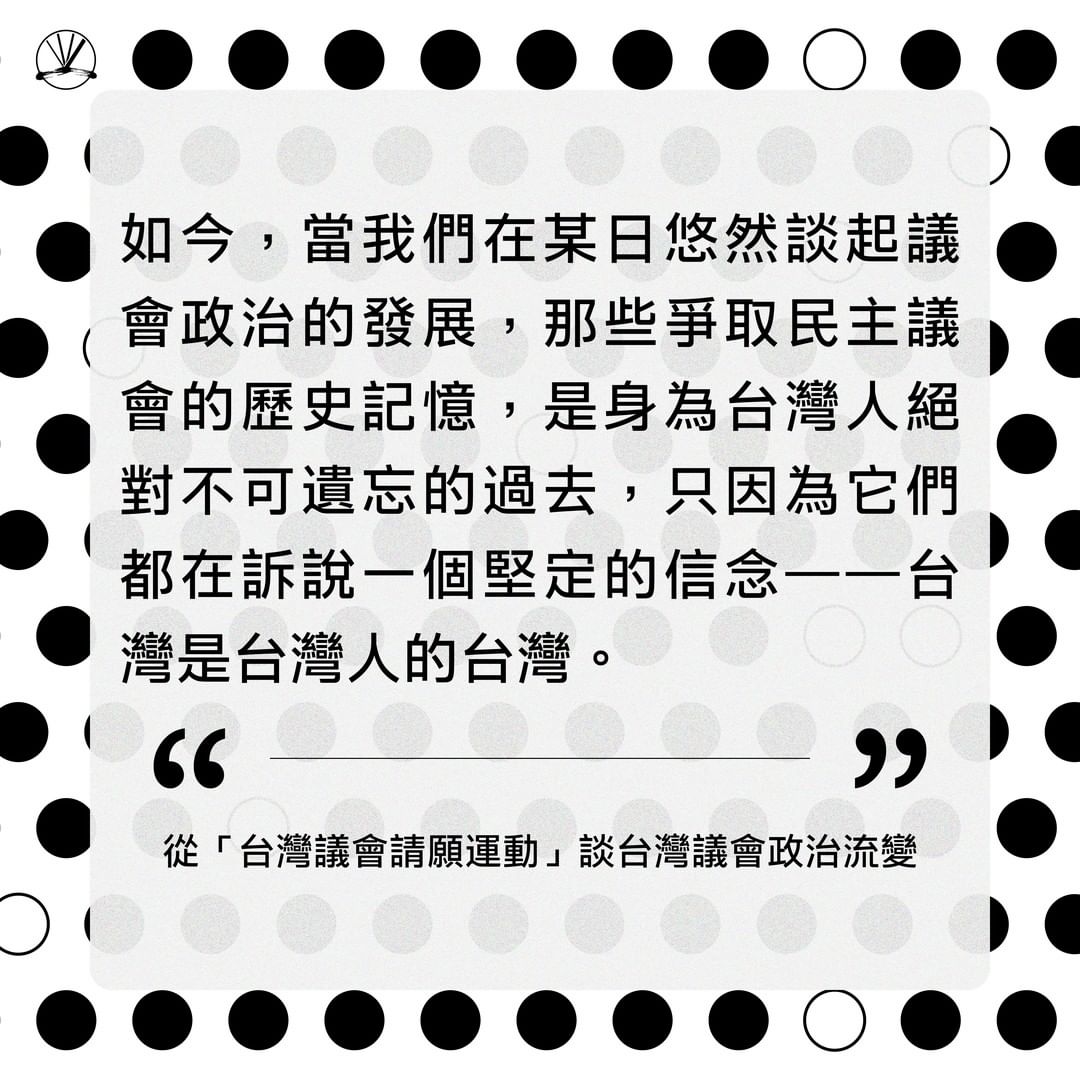 如今，當我們在某日悠然談起議
會政治的發展，那些爭取民主議
會的歷史記憶，是身為台灣人絕
對不可遺忘的過去，只因為它們
都在訴說一個堅定的信念——台
灣是台灣人的台灣。
“ ”
從「台灣議會請願運動」談台灣議會政治流變